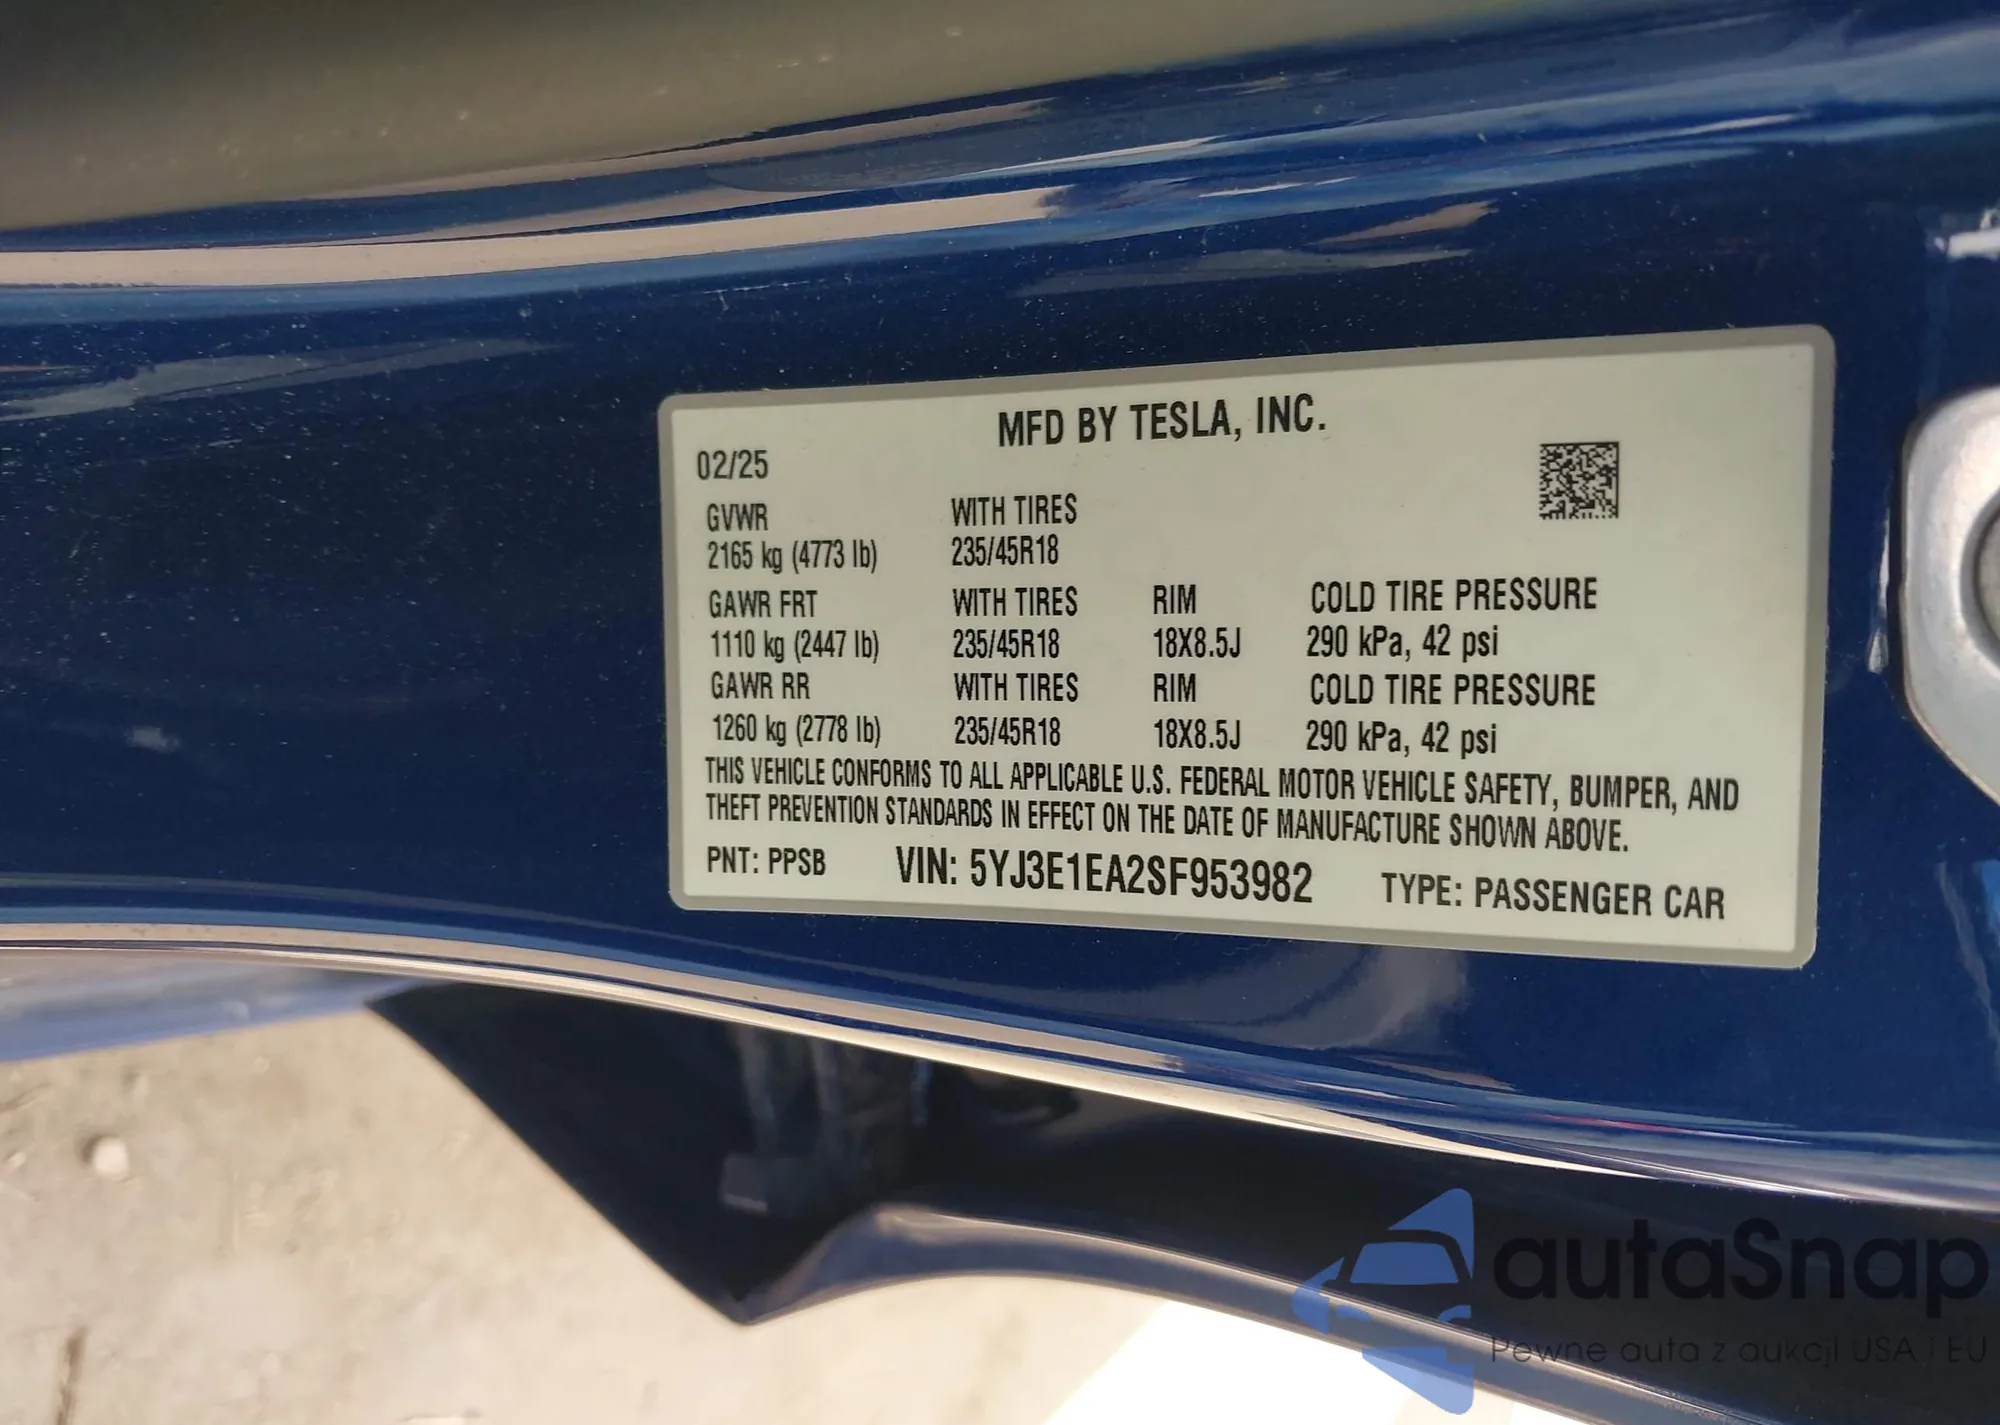 MFD BY TESLA, INC.
02/25
GVWR WITH TIRES
2165 kg (4773 lb) 235/45R18
GAWR FRT WITH TIRES RIM COLD TIRE PRESSURE
1110 kg (2447 lb) 235/45R18 18X8.5J 290 kPa, 42 psi
GAWR RR WITH TIRES RIM COLD TIRE PRESSURE
1260 kg (2778 lb) 235/45R18 18X8.5J 290 kPa, 42 psi
THIS VEHICLE CONFORMS TO ALL APPLICABLE U.S. FEDERAL MOTOR VEHICLE SAFETY, BUMPER, AND
THEFT PREVENTION STANDARDS IN EFFECT ON THE DATE OF MANUFACTURE SHOWN ABOVE.
PNT: PPSB VIN: 5YJ3E1EA2SF953982 TYPE: PASSENGER CAR
autaSnap
Pewne auta z aukcji USA i EU